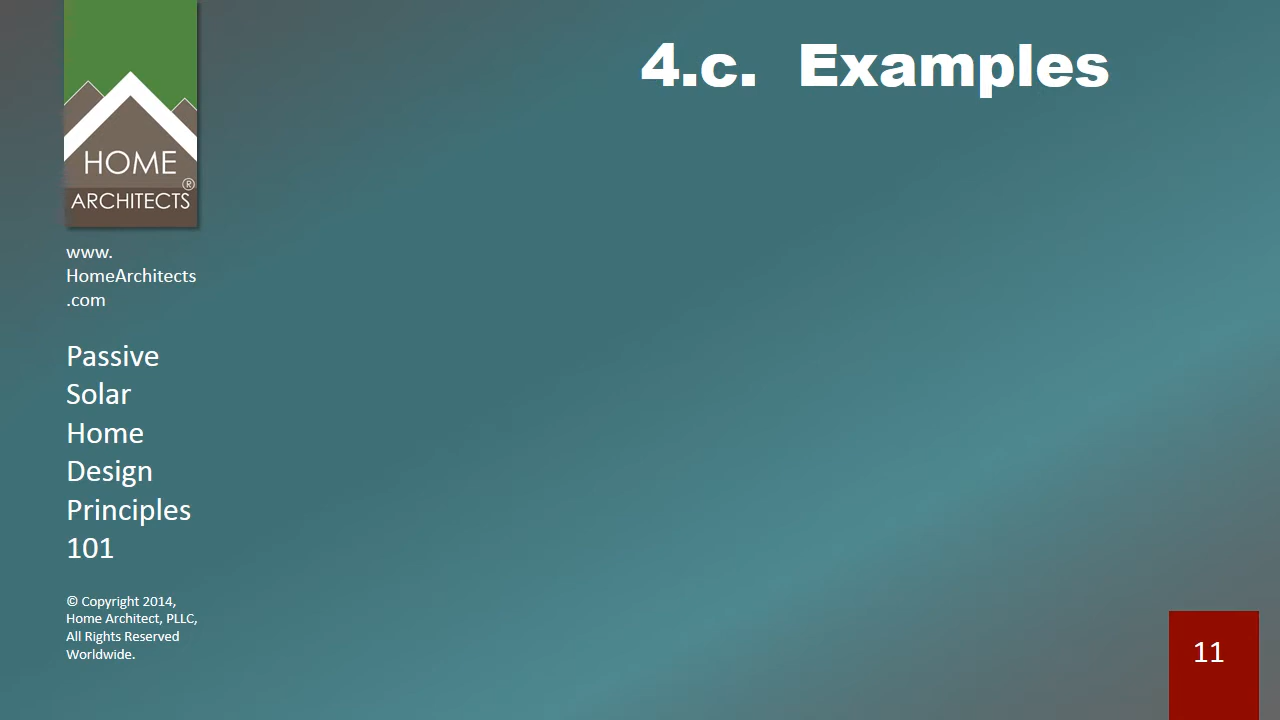 4.c. Examples
HOME
®
ARCHITECTS
www.
HomeArchitects
.com
Passive
Solar
Home
Design
Principles
101
© Copyright 2014,
Home Architect, PLLC,
All Rights Reserved
Worldwide.
11